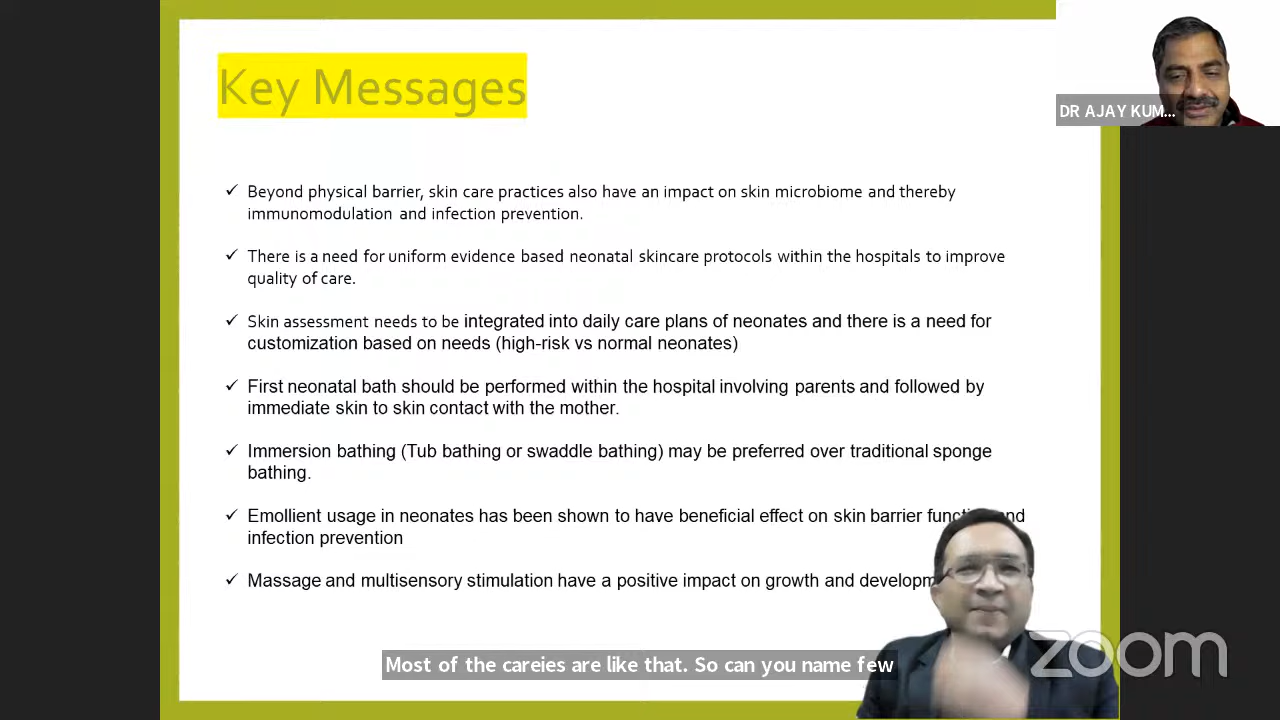 Key Messages
DR AJAY KUM...
✓ Beyond physical barrier, skin care practices also have an impact on skin microbiome and thereby
immunomodulation and infection prevention.
✓ There is a need for uniform evidence based neonatal skincare protocols within the hospitals to improve
quality of care.
✓ Skin assessment needs to be integrated into daily care plans of neonates and there is a need for
customization based on needs (high-risk vs normal neonates)
✓ First neonatal bath should be performed within the hospital involving parents and followed by
immediate skin to skin contact with the mother.
✓ Immersion bathing (Tub bathing or swaddle bathing) may be preferred over traditional sponge
bathing.
✓ Emollient usage in neonates has been shown to have beneficial effect on skin barrier function and
infection prevention
✓ Massage and multisensory stimulation have a positive impact on growth and
zoom
Most of the careies are like that. So can you name few